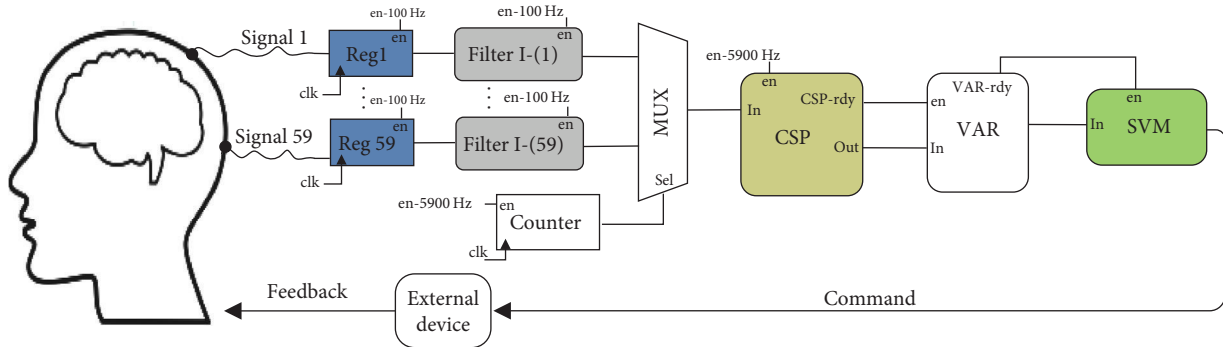 en-100 Hz
en-100 Hz
Signal 1
Reg1
en
Filter I-(1)
en
clk
en-100 Hz
en-100 Hz
Signal 59
Reg 59
en
Filter I-(59)
en
clk
MUX
Sel
en-5900 Hz
en
Counter
clk
en-5900 Hz
en
In
CSP-rdy
CSP
Out
VAR-rdy
en
VAR
In
en
In
SVM
Feedback
External
device
Command